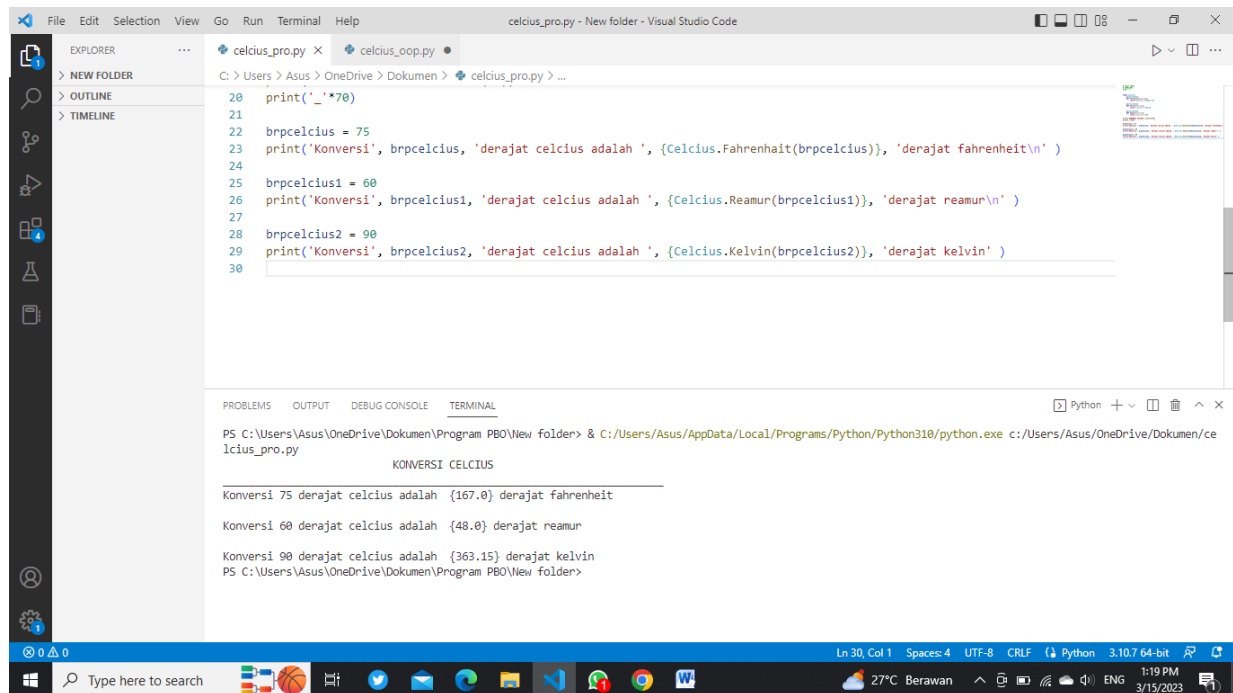 File Edit Selection View Go Run Terminal Help celcius_pro.py - New folder - Visual Studio Code
EXPLORER ... celcius_pro.py celcius_oop.py
NEW FOLDER
OUTLINE
TIMELINE
C: > Users > Asus > OneDrive > Dokumen > celcius_pro.py > ...
20 print('_'*70)
21
22 brpcelcius = 75
23 print('Konversi', brpcelcius, 'derajat celcius adalah ', {Celcius.Fahrenhait(brpcelcius)}, 'derajat fahrenheit\n' )
24
25 brpcelcius1 = 60
26 print('Konversi', brpcelcius1, 'derajat celcius adalah ', {Celcius.Reamur(brpcelcius1)}, 'derajat reamur\n' )
27
28 brpcelcius2 = 90
29 print('Konversi', brpcelcius2, 'derajat celcius adalah ', {Celcius.Kelvin(brpcelcius2)}, 'derajat kelvin' )
30
PROBLEMS OUTPUT DEBUG CONSOLE TERMINAL Python
PS C:\Users\Asus\OneDrive\Dokumen\Program PBO\New folder> & C:/Users/Asus/AppData/Local/Programs/Python/Python310/python.exe c:/Users/Asus/OneDrive/Dokumen/ce
lcius_pro.py
KONVERSI CELCIUS
______________________________________________________________________
Konversi 75 derajat celcius adalah  {167.0} derajat fahrenheit
Konversi 60 derajat celcius adalah  {48.0} derajat reamur
Konversi 90 derajat celcius adalah  {363.15} derajat kelvin
PS C:\Users\Asus\OneDrive\Dokumen\Program PBO\New folder>
0 0 Ln 30, Col 1 Spaces: 4 UTF-8 CRLF Python 3.10.7 64-bit
Type here to search 27°C Berawan ENG 1:19 PM
3/15/2023